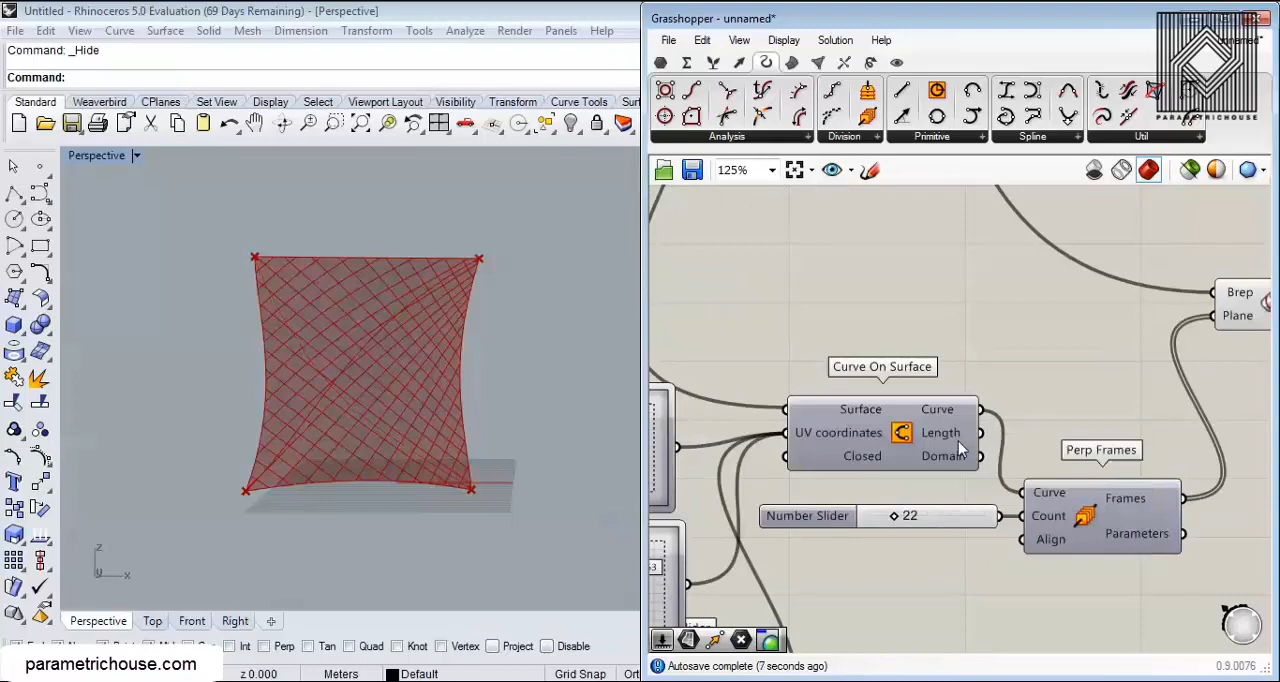 Untitled - Rhinoceros 5.0 Evaluation (69 Days Remaining) - [Perspective]
File Edit View Curve Surface Solid Mesh Dimension Transform Tools Analyze Render Panels Help
Command: _Hide
Command:
Standard Weaverbird CPlanes Set View Display Select Viewport Layout Visibility Transform Curve Tools
Perspective
z
x
Perspective Top Front Right
Int Perp Tan Quad Knot Vertex Project Disable
parametrichouse.com
z 0.000 Meters Default Grid Snap
Grasshopper - unnamed*
PARAMETRICHOUSE
File Edit View Display Solution Help
Analysis Division Primitive Spline Util
125%
Brep
Plane
Curve On Surface
Surface Curve
UV coordinates Length
Closed Domain
Perp Frames
Curve Frames
Count
Align Parameters
Number Slider 22
Autosave complete (7 seconds ago)
0.9.0076